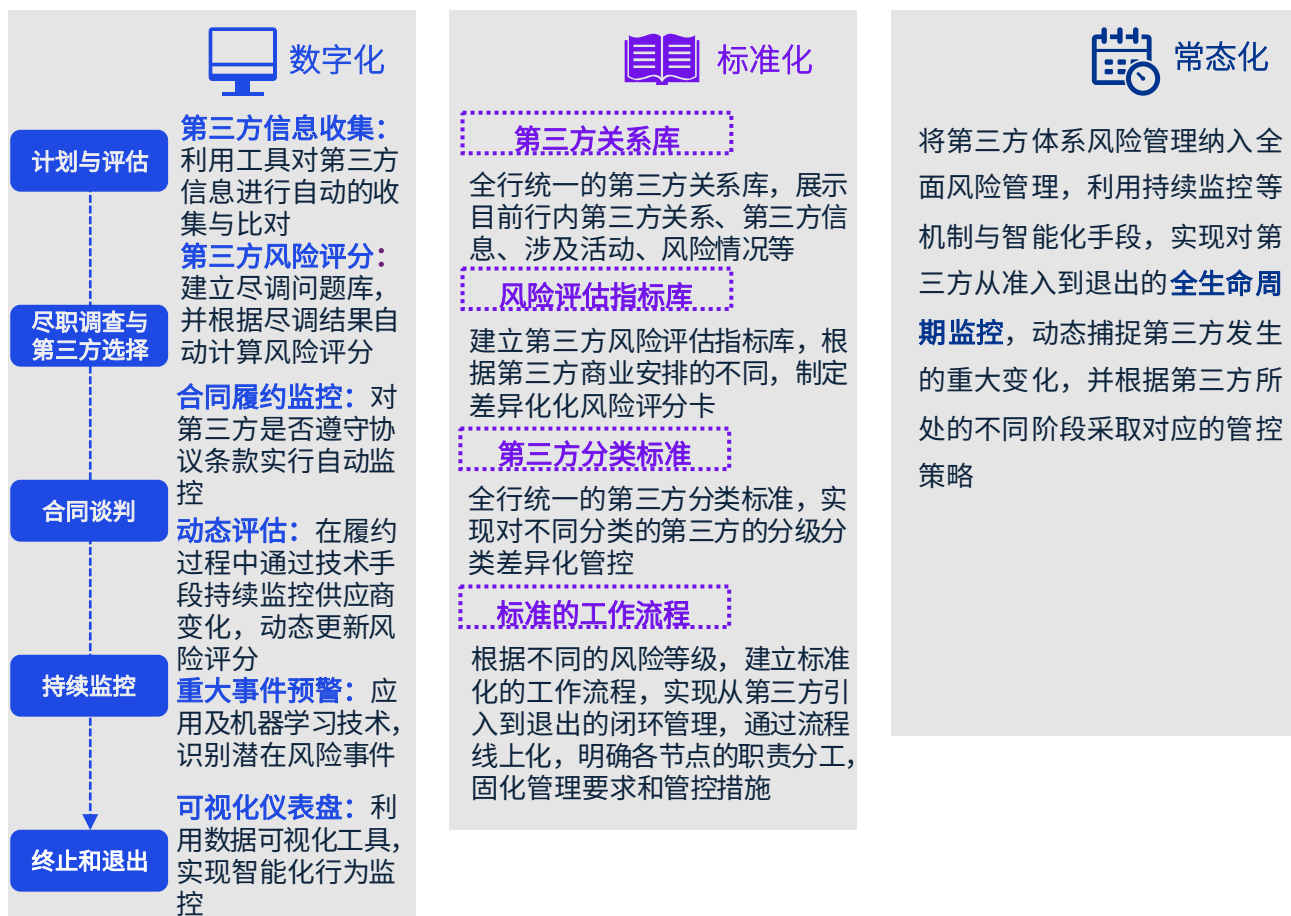 数字化
计划与评估
尽职调查与
第三方选择
合同谈判
持续监控
终止和退出
第三方信息收集：
利用工具对第三方
信息进行自动的收
集与比对
第三方风险评分：
建立尽调问题库，
并根据尽调结果自
动计算风险评分
合同履约监控：对
第三方是否遵守协
议条款实行自动监
控
动态评估：在履约
过程中通过技术手
段持续监控供应商
变化，动态更新风
险评分
重大事件预警：应
用及机器学习技术，
识别潜在风险事件
可视化仪表盘：利
用数据可视化工具，
实现智能化行为监
控
标准化
第三方关系库
全行统一的第三方关系库，展示
目前行内第三方关系、第三方信
息、涉及活动、风险情况等
风险评估指标库
建立第三方风险评估指标库，根
据第三方商业安排的不同，制定
差异化化风险评分卡
第三方分类标准
全行统一的第三方分类标准，实
现对不同分类的第三方的分级分
类差异化管控
标准的工作流程
根据不同的风险等级，建立标准
化的工作流程，实现从第三方引
入到退出的闭环管理，通过流程
线上化，明确各节点的职责分工，
固化管理要求和管控措施
常态化
将第三方体系风险管理纳入全
面风险管理，利用持续监控等
机制与智能化手段，实现对第
三方从准入到退出的全生命周
期监控，动态捕捉第三方发生
的重大变化，并根据第三方所
处的不同阶段采取对应的管控
策略